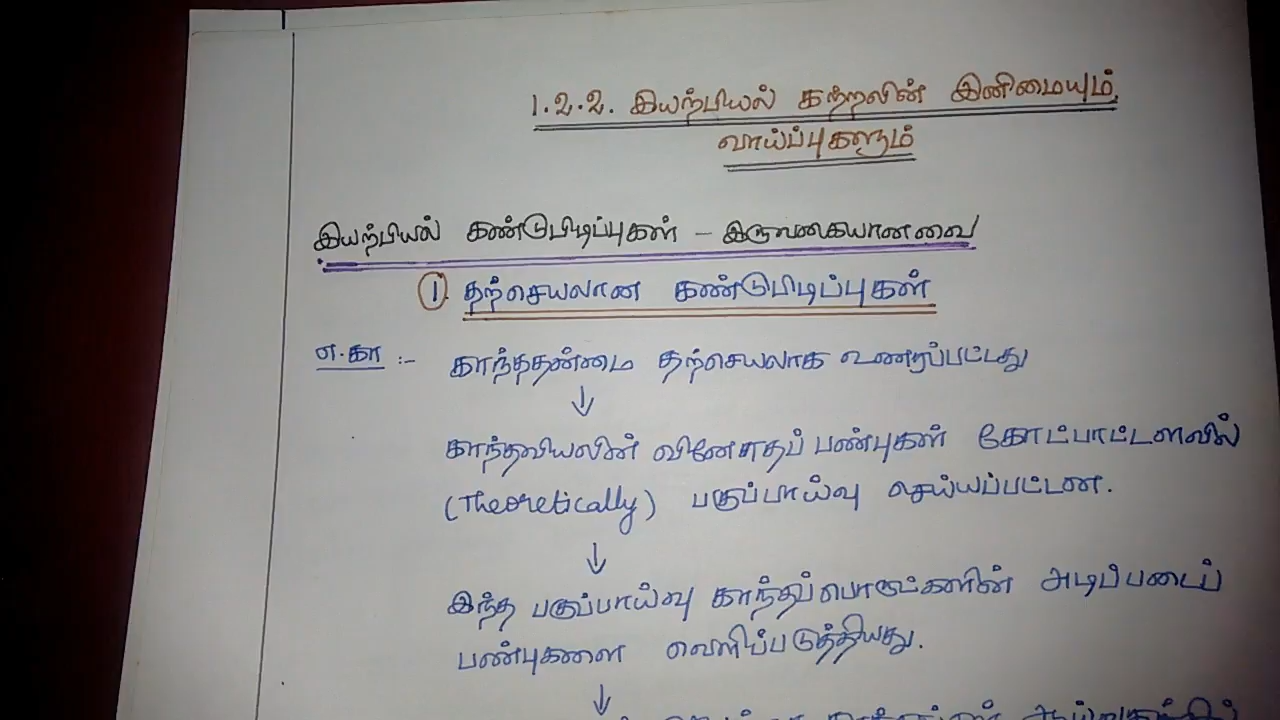 1.2.2. இயற்பியல் கற்றலின் இனிமையும்,
வாய்ப்புகளும்
இயற்பியல் கண்டுபிடிப்புகள் – இருவகையானவை
① தற்செயலான கண்டுபிடிப்புகள்
எ.கா :- காந்ததன்மை தற்செயலாக உணரப்பட்டது
↓
காந்தவியலின் வினோதப் பண்புகள் கோட்பாட்டளவில்
(Theoretically) பகுப்பாய்வு செய்யப்பட்டன.
↓
இந்த பகுப்பாய்வு காந்தப்பொருட்களின் அடிப்படைப்
பண்புகளை வெளிப்படுத்தியது.
↓